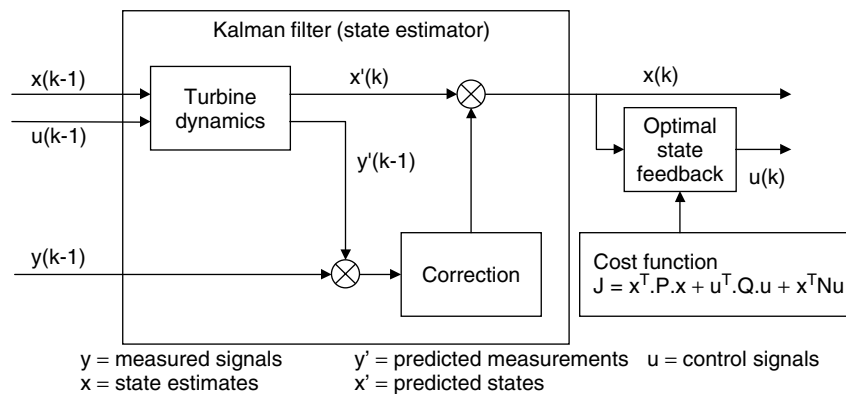 Kalman filter (state estimator)
x(k-1)
x'(k)
x(k)
Turbine
dynamics
u(k-1)
Optimal
state
feedback
y'(k-1)
u(k)
y(k-1)
Correction
Cost function
J = x^T.P.x + u^T.Q.u + x^TNu
y = measured signals
y’ = predicted measurements
u = control signals
x = state estimates
x’ = predicted states